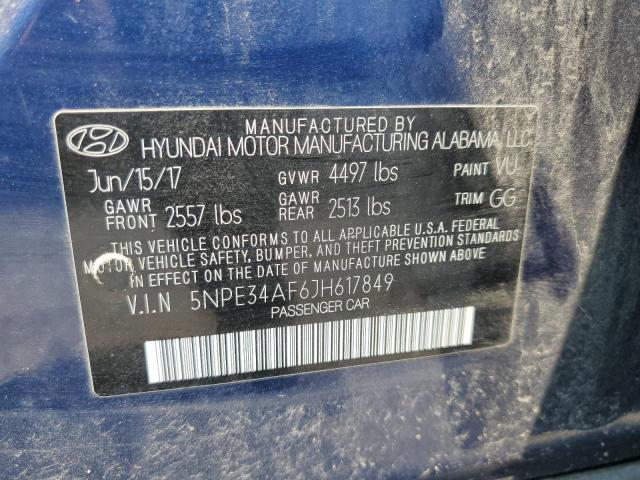 MANUFACTURED BY
HYUNDAI MOTOR MANUFACTURING ALABAMA, LLC
Jun/15/17 GVWR 4497 lbs PAINT VU
GAWR FRONT 2557 lbs GAWR REAR 2513 lbs TRIM GG
THIS VEHICLE CONFORMS TO ALL APPLICABLE U.S.A. FEDERAL
MOTOR VEHICLE SAFETY, BUMPER, AND THEFT PREVENTION STANDARDS
IN EFFECT ON THE DATE OF MANUFACTURE SHOWN ABOVE.
V.I.N 5NPE34AF6JH617849
PASSENGER CAR